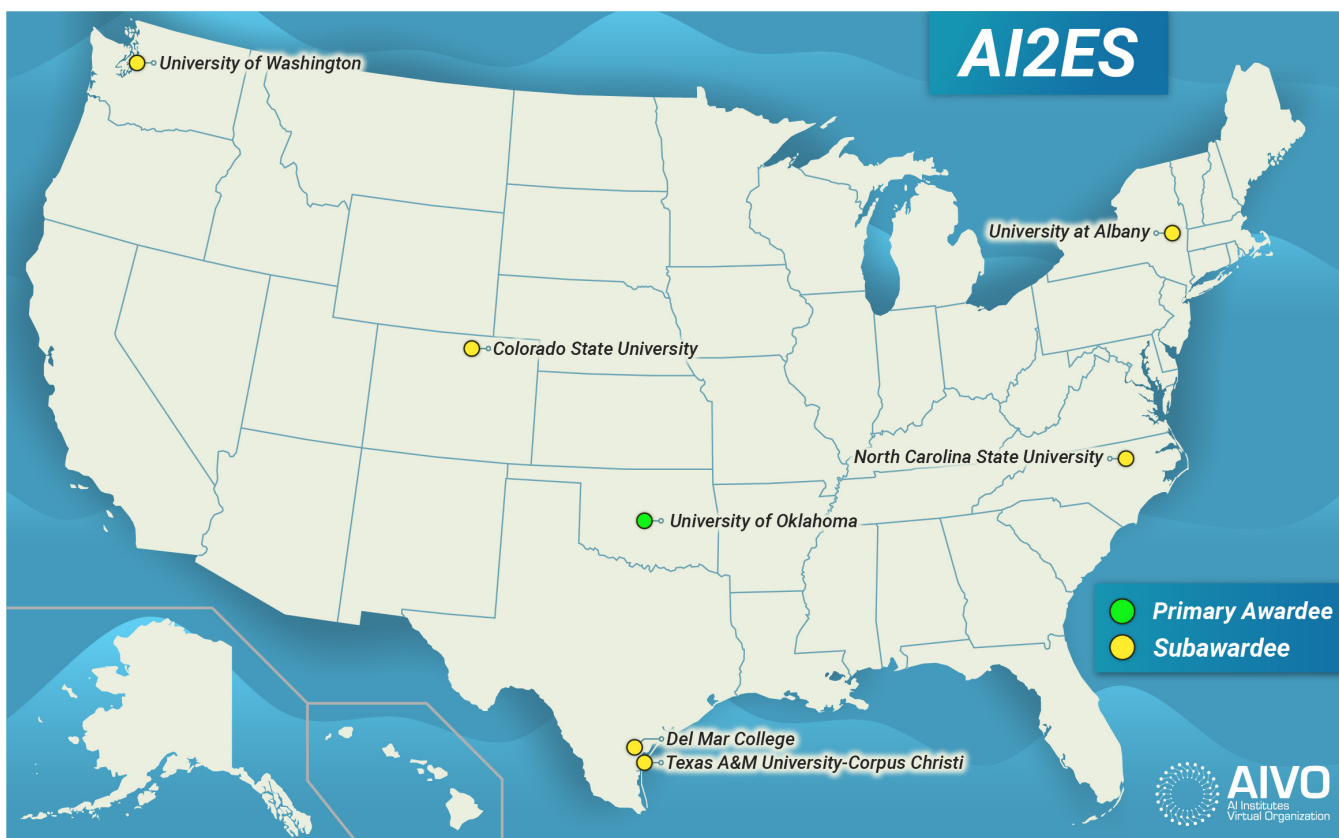 AI2ES
University of Washington
University at Albany
Colorado State University
North Carolina State University
University of Oklahoma
Primary Awardee
Subawardee
Del Mar College
Texas A&M University-Corpus Christi
AIVO
AI Institutes
Virtual Organization